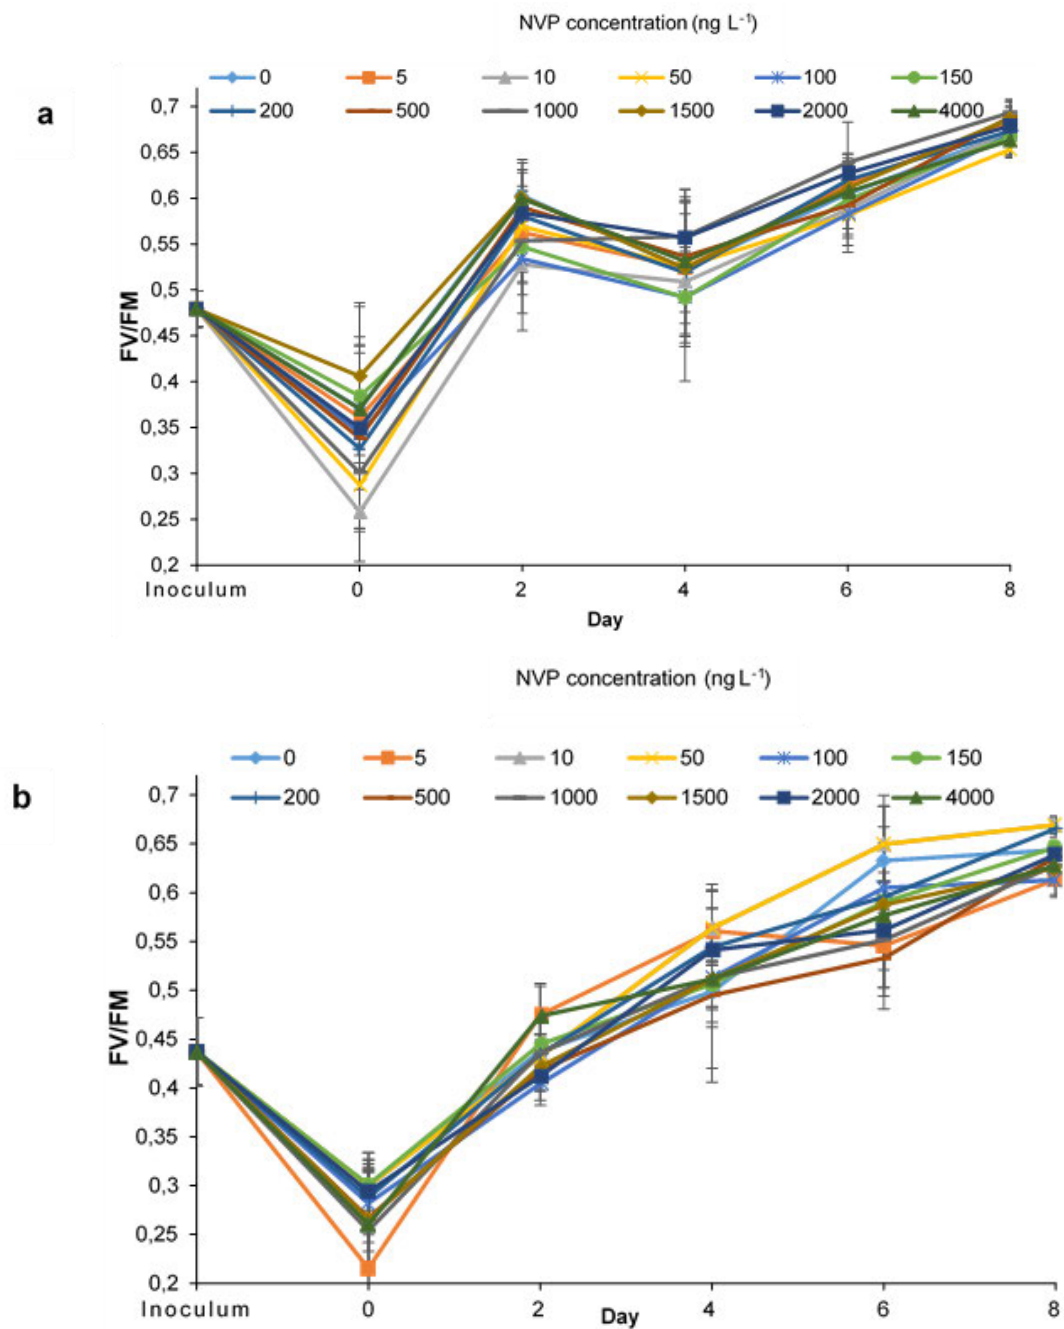 NVP concentration (ng L⁻¹)
0 5 10 50 100 150
200 500 1000 1500 2000 4000
a
0,7
0,65
0,6
0,55
0,5
0,45
0,4
0,35
0,3
0,25
0,2
FV/FM
Inoculum 0 2 4 6 8
Day
NVP concentration (ng L⁻¹)
0 5 10 50 100 150
200 500 1000 1500 2000 4000
b
0,7
0,65
0,6
0,55
0,5
0,45
0,4
0,35
0,3
0,25
0,2
FV/FM
Inoculum 0 2 4 6 8
Day